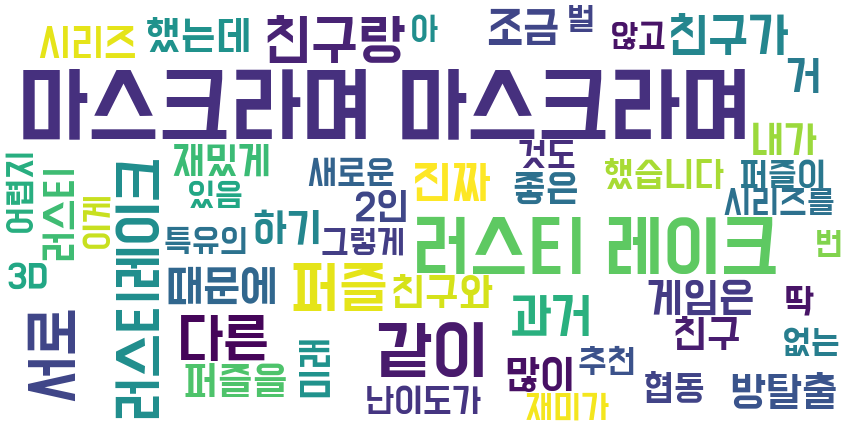 시리즈 했는데 친구랑 아 조금 벌 않고 친구가
마스크라며 마스크라며 거
어렵지 러스티 이게 러스티레이크 재밌게 새로운 진짜 것도 했습니다 내가
있음 2인 좋은 퍼즐이
특유의 하기 그렇게 러스티 레이크 시리즈를 번
3D 때문에 퍼즐 친구와 과거 게임은 딱
서로 다른 같이 친구 없는
퍼즐을 미래 많이 추천 협동 방탈출
난이도가 재미가